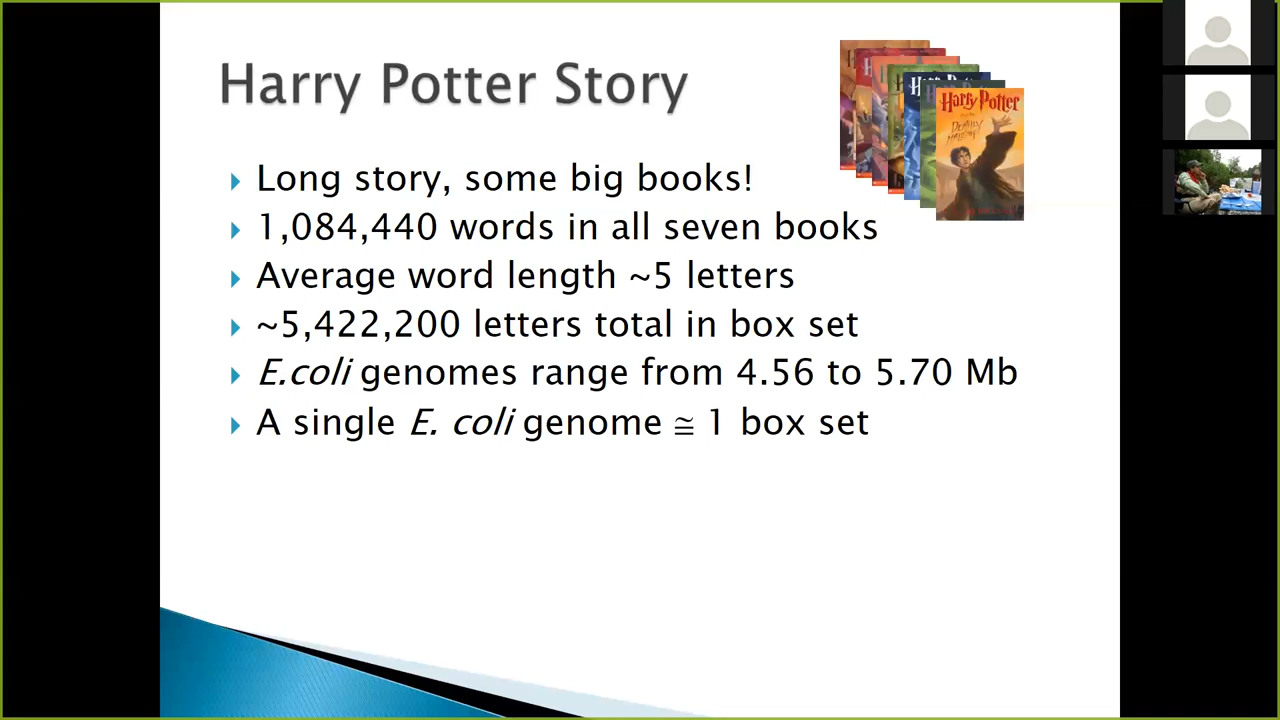 Harry Potter Story
Long story, some big books!
1,084,440 words in all seven books
Average word length ~5 letters
~5,422,200 letters total in box set
E.coli genomes range from 4.56 to 5.70 Mb
A single E. coli genome ≅ 1 box set
Harry Potter
DEATHLY
HALLOWS